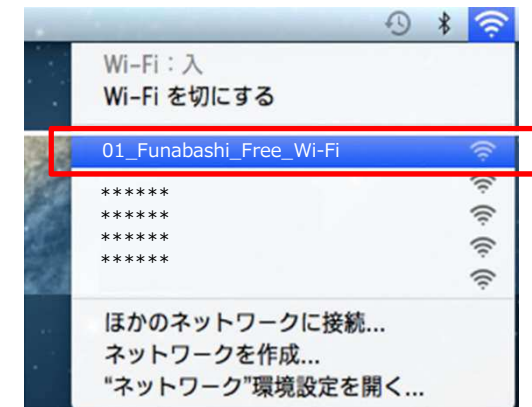 Wi-Fi：入
Wi-Fi を切にする
01_Funabashi_Free_Wi-Fi
******
******
******
******
ほかのネットワークに接続...
ネットワークを作成...
“ネットワーク”環境設定を開く...